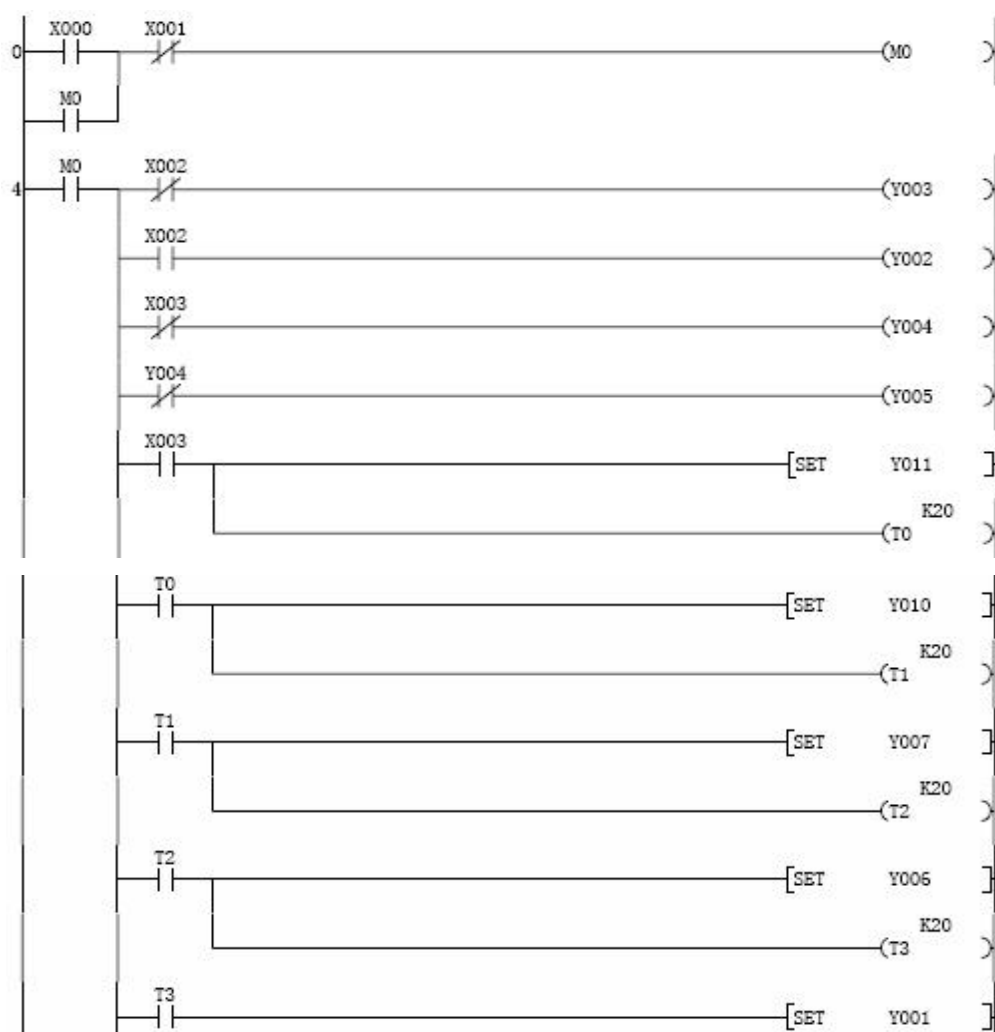 X000 X001
0 (M0 )
M0
M0 X002
4 (Y003 )
X002
(Y002 )
X003
(Y004 )
Y004
(Y005 )
X003
[SET Y011 ]
K20
(T0 )
T0
[SET Y010 ]
K20
(T1 )
T1
[SET Y007 ]
K20
(T2 )
T2
[SET Y006 ]
K20
(T3 )
T3
[SET Y001 ]